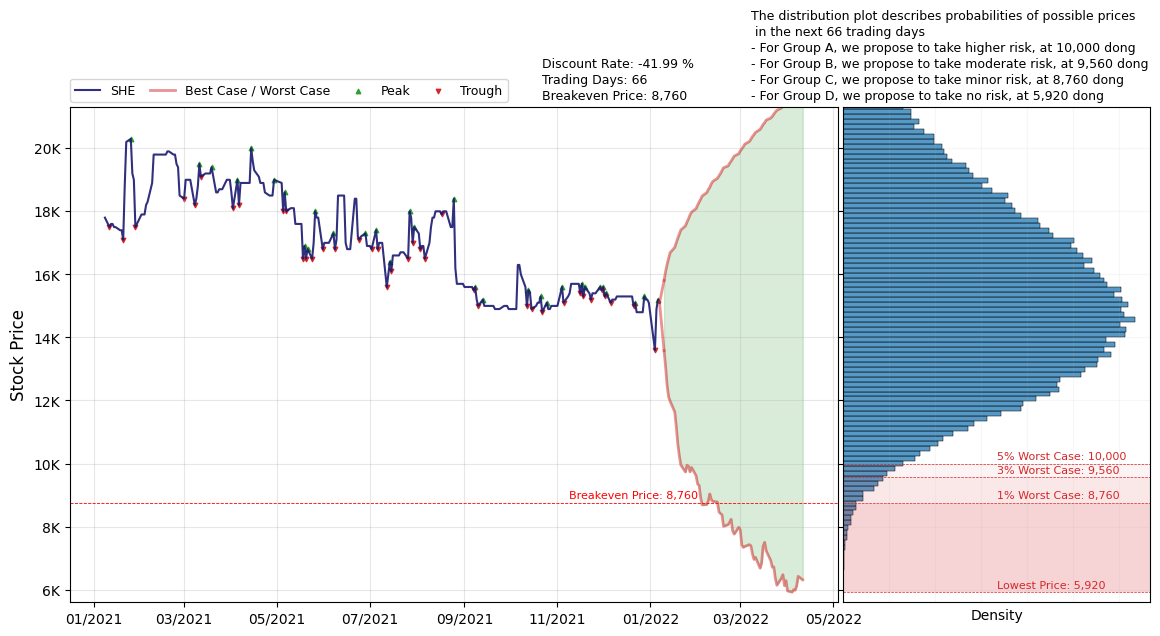 The distribution plot describes probabilities of possible prices
in the next 66 trading days
- For Group A, we propose to take higher risk, at 10,000 dong
- For Group B, we propose to take moderate risk, at 9,560 dong
- For Group C, we propose to take minor risk, at 8,760 dong
- For Group D, we propose to take no risk, at 5,920 dong
Discount Rate: -41.99 %
Trading Days: 66
Breakeven Price: 8,760
SHE Best Case / Worst Case Peak Trough
Stock Price
20K
18K
16K
14K
12K
10K
8K
6K
Breakeven Price: 8,760
01/2021 03/2021 05/2021 07/2021 09/2021 11/2021 01/2022 03/2022 05/2022
5% Worst Case: 10,000
3% Worst Case: 9,560
1% Worst Case: 8,760
Lowest Price: 5,920
Density